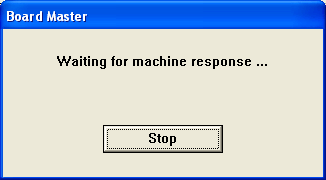 Board Master
Waiting for machine response ...
Stop